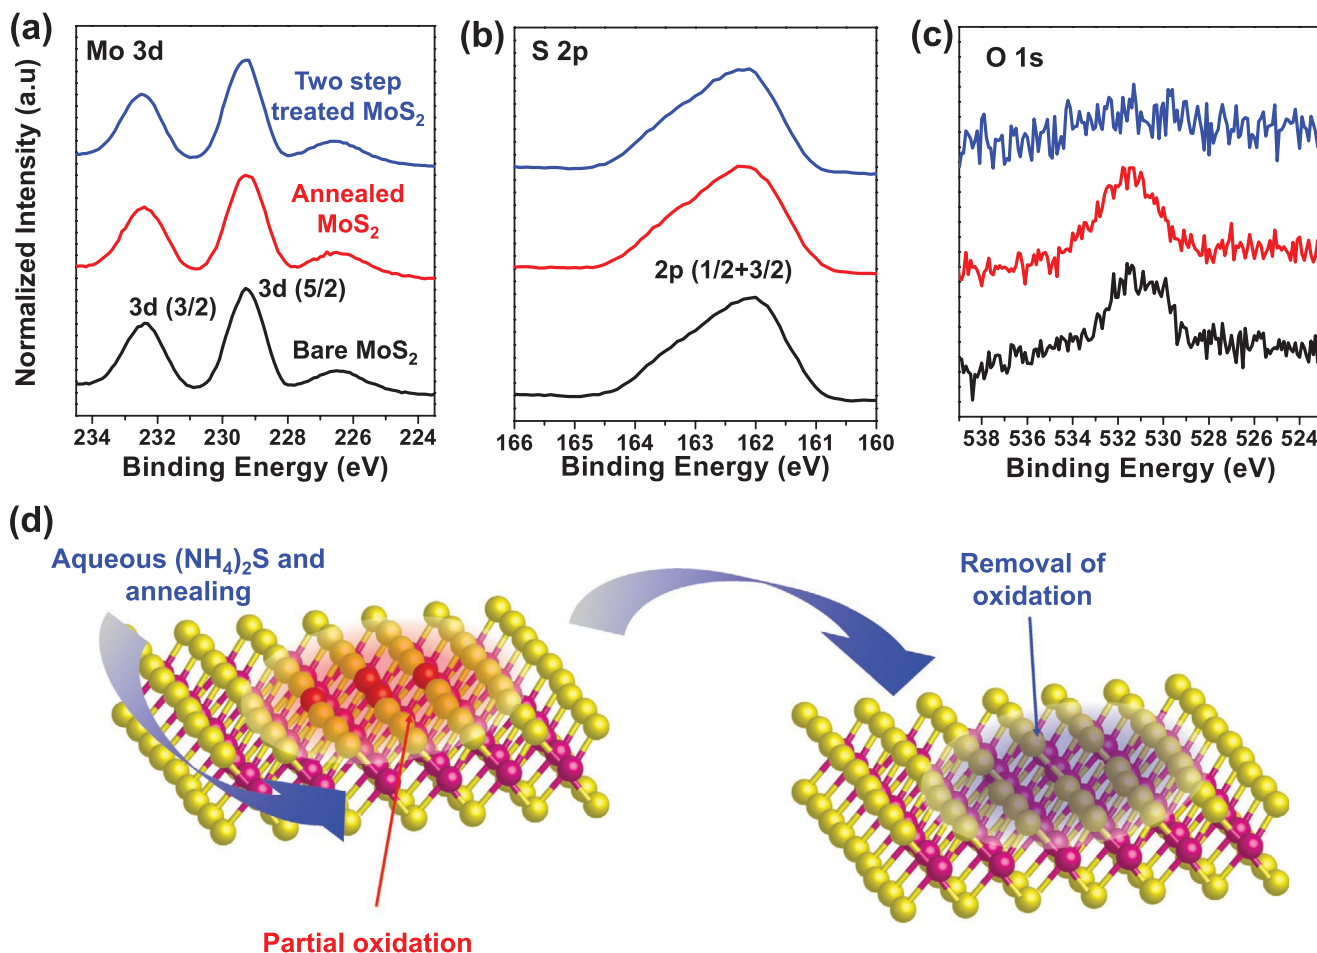 (a)
Mo 3d
Two step
treated MoS2
Annealed
MoS2
3d (5/2)
3d (3/2)
Bare MoS2
Normalized Intensity (a.u)
234 232 230 228 226 224
Binding Energy (eV)
(b)
S 2p
2p (1/2+3/2)
166 165 164 163 162 161 160
Binding Energy (eV)
(c)
O 1s
538 536 534 532 530 528 526 524
Binding Energy (eV)
(d)
Aqueous (NH4)2S and
annealing
Removal of
oxidation
Partial oxidation